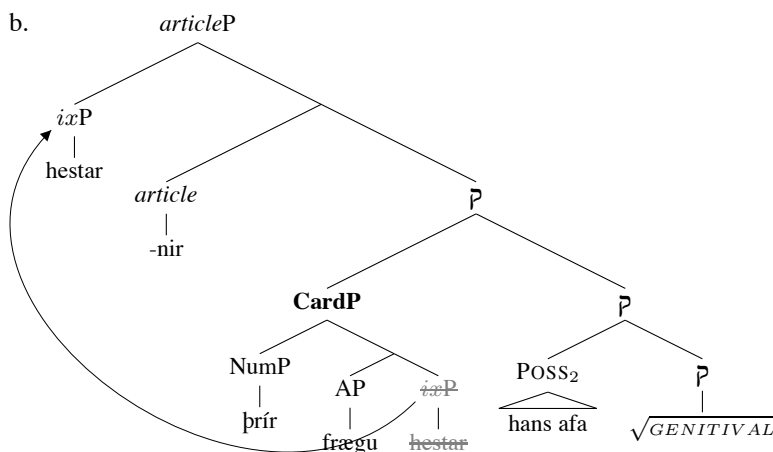 b.
articleP
ixP
hestar
article
-nir
ק
CardP
ק
NumP
þrír
AP
frægu
ixP
hestar
POSS₂
hans afa
ק
√GENITIVAL